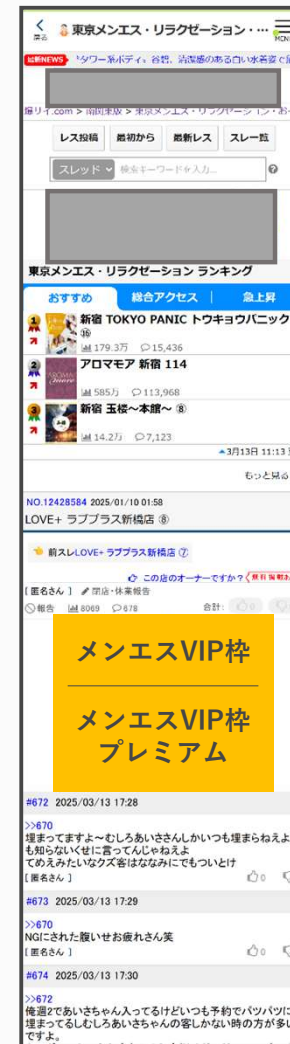 戻る
東京メンエス・リラクゼーション・…
MENU
最新NEWS
爆サイ.com > 南関東版 > 東京メンエス・リラクゼーション・お
レス投稿 最初から 最新レス スレ一覧
スレッド 検索キーワードを入力...
東京メンエス・リラクゼーション ランキング
おすすめ 総合アクセス 急上昇
1 新宿 TOKYO PANIC トウキョウパニック
⑯
179.3万 15,436
2 アロマモア 新宿 114
585万 113,968
3 新宿 玉楼～本館～ ⑧
14.2万 7,123
3月13日 11:13
もっと見る
NO.12428584 2025/01/10 01:58
LOVE+ ラブプラス新橋店 ⑧
前スレLOVE+ ラブプラス新橋店 ⑦
この店のオーナーですか?
[ 匿名さん ] 閉店・休業報告
報告 8069 678 合計: 0
メンエスVIP枠
メンエスVIP枠
プレミアム
#672 2025/03/13 17:28
>>670
埋まってますよ～むしろあいささんしかいつも埋まらねえよ
も知らないくせに言ってんじゃねえよ
てめえみたいなクズ客はななみにでもついとけ
[ 匿名さん ] 0
#673 2025/03/13 17:29
>>670
NGにされた腹いせお疲れさん笑
[ 匿名さん ] 0
#674 2025/03/13 17:30
>>672
俺週2であいさちゃん入ってるけどいつも予約でパツパツに
埋まってるしむしろあいさちゃんの客しかない時の方が多い
ですよ。